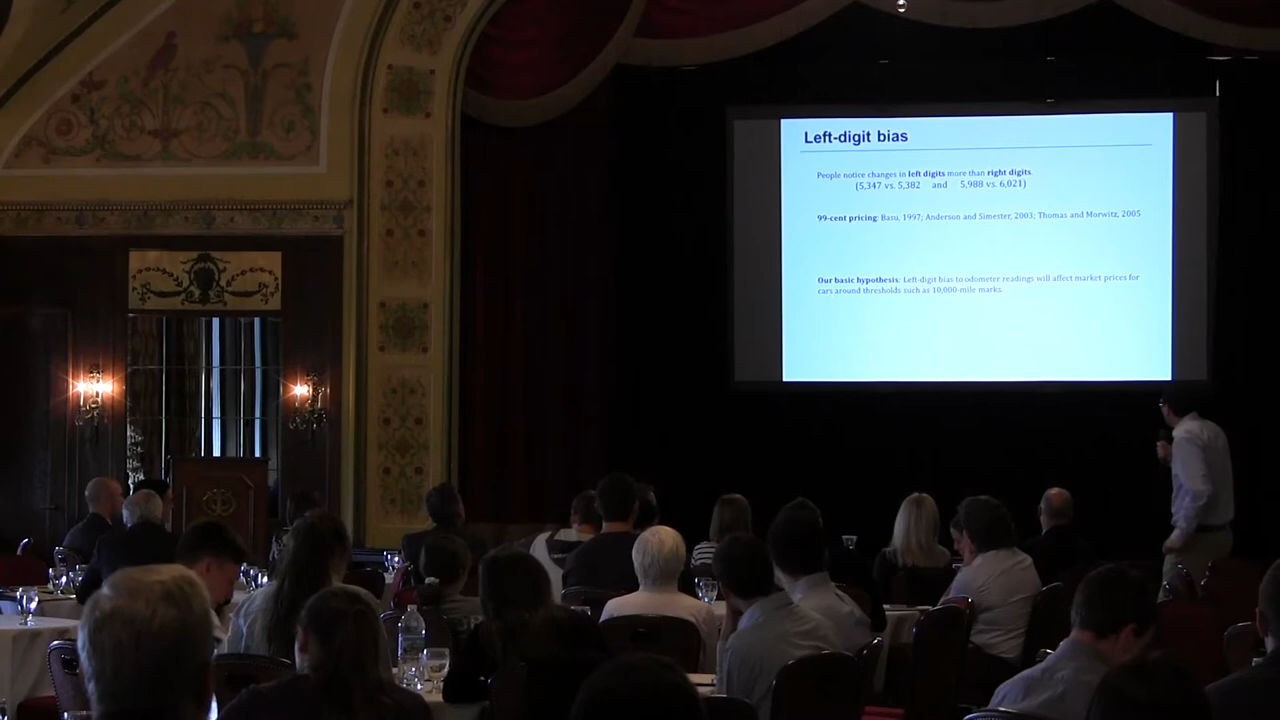 Left-digit bias
People notice changes in left digits more than right digits.
(5,347 vs. 5,382 and 5,988 vs. 6,021)
99-cent pricing: Basu, 1997; Anderson and Simester, 2003; Thomas and Morwitz, 2005
Our basic hypothesis: Left-digit bias to odometer readings will affect market prices for
cars around thresholds such as 10,000-mile marks.